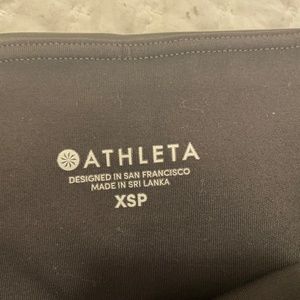 ATHLETA
DESIGNED IN SAN FRANCISCO
MADE IN SRI LANKA
XSP